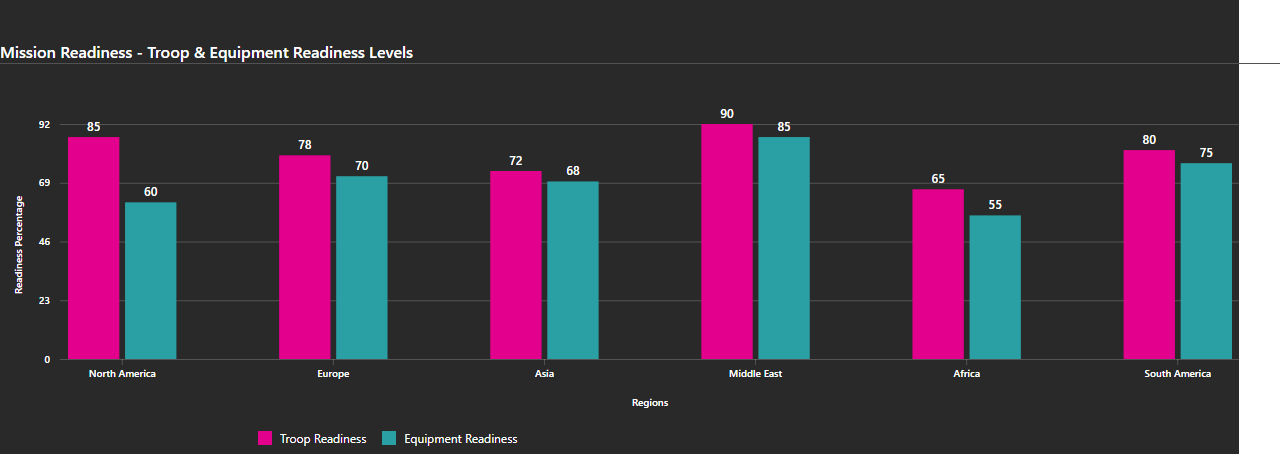 Mission Readiness - Troop & Equipment Readiness Levels
92
69
46
23
0
Readiness Percentage
85
60
78
70
72
68
90
85
65
55
80
75
North America
Europe
Asia
Middle East
Africa
South America
Regions
Troop Readiness
Equipment Readiness